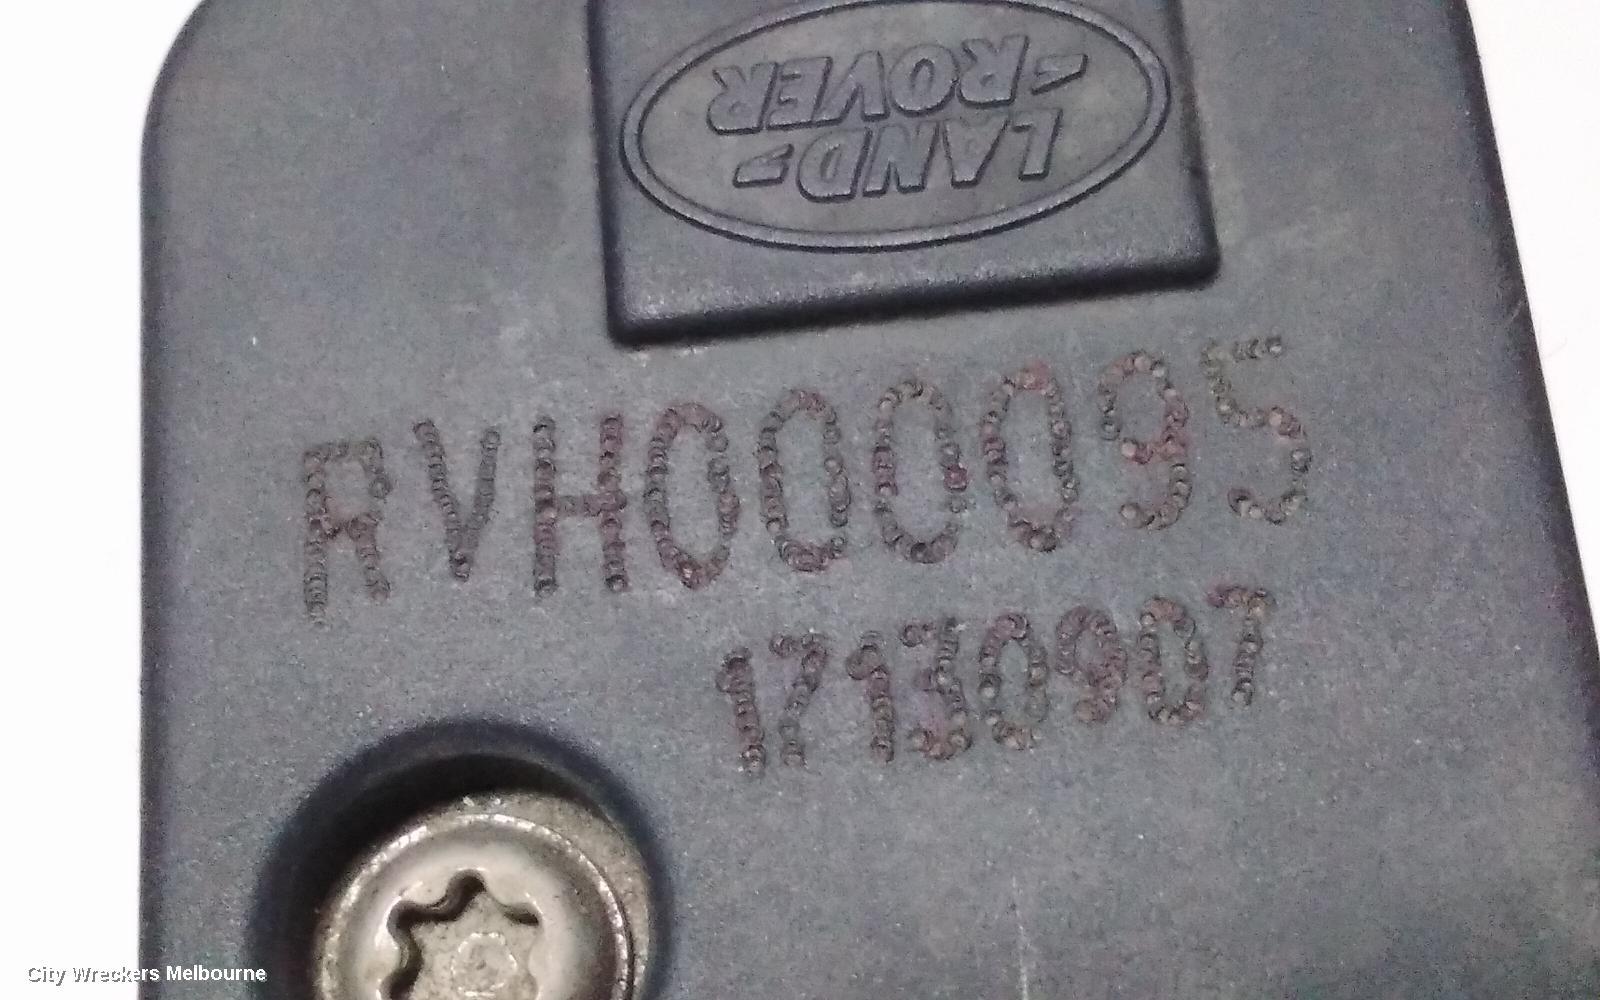 LAND-
-ROVER
RVH000095
17130907
City Wreckers Melbourne